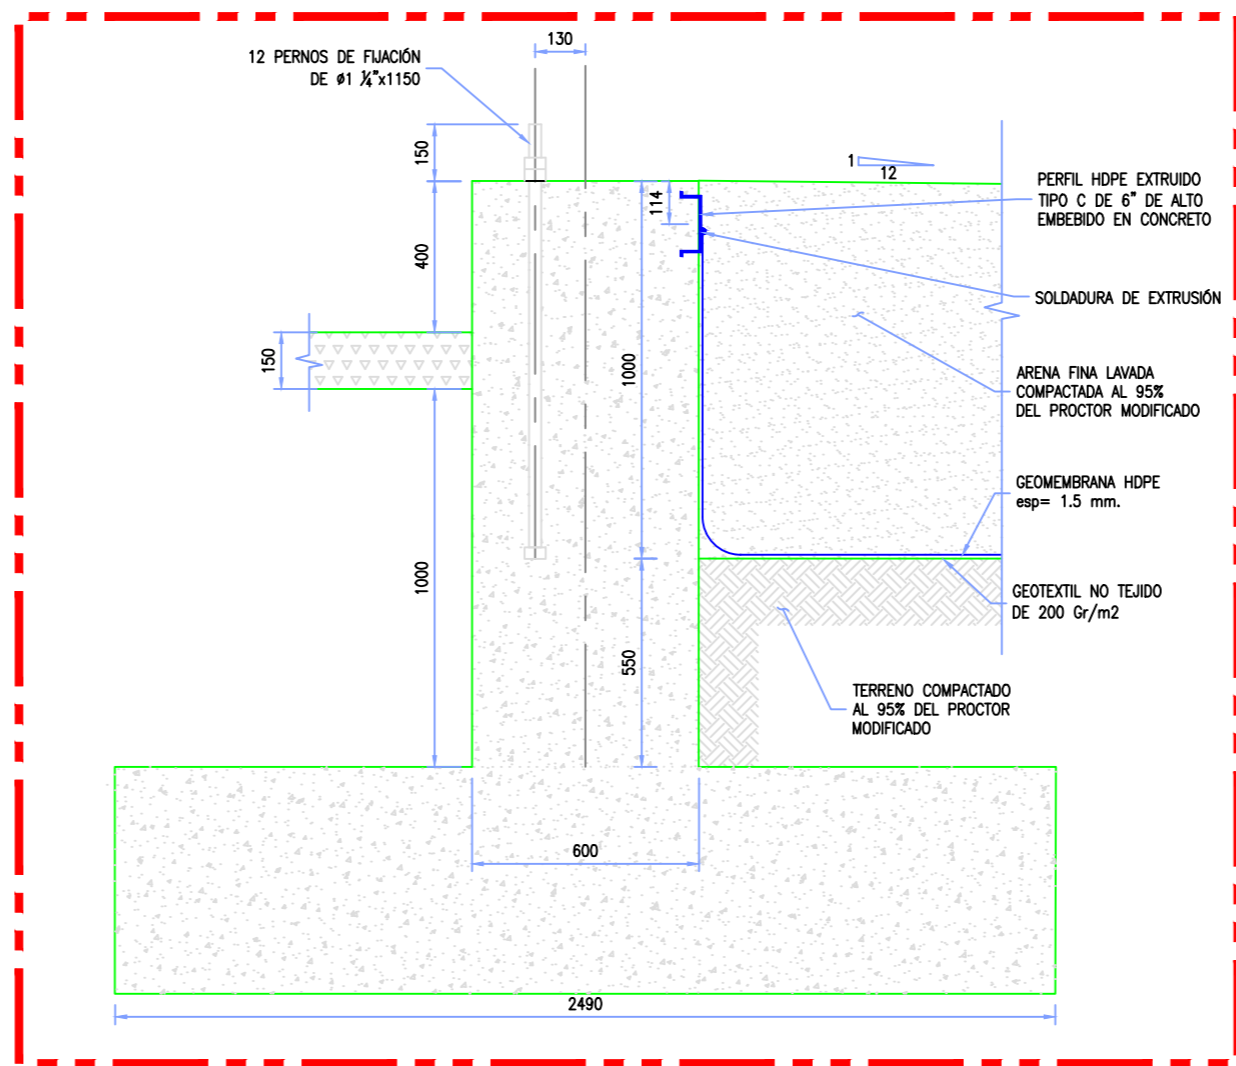 130
12 PERNOS DE FIJACIÓN
DE ø1 ¼"x1150
150
1
12
114
PERFIL HDPE EXTRUIDO
TIPO C DE 6" DE ALTO
EMBEBIDO EN CONCRETO
400
SOLDADURA DE EXTRUSIÓN
150
1000
ARENA FINA LAVADA
COMPACTADA AL 95%
DEL PROCTOR MODIFICADO
GEOMEMBRANA HDPE
esp= 1.5 mm.
1000
GEOTEXTIL NO TEJIDO
DE 200 Gr/m2
550
TERRENO COMPACTADO
AL 95% DEL PROCTOR
MODIFICADO
600
2490